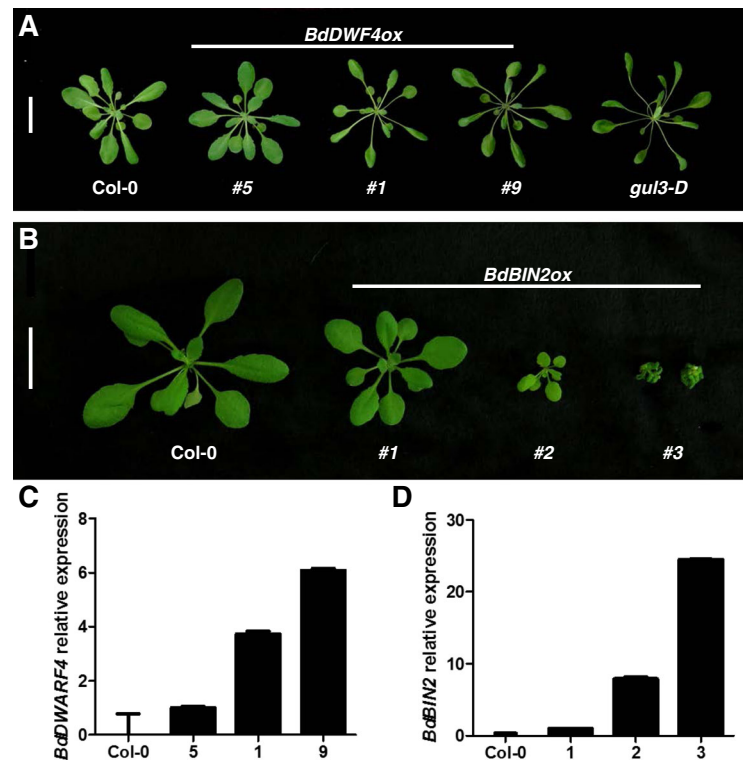 A
BdDWF4ox
Col-0 #5 #1 #9 gul3-D
B
BdBIN2ox
Col-0 #1 #2 #3
C
BdDWARF4 relative expression
8
6
4
2
0
Col-0 5 1 9
D
BdBIN2 relative expression
30
20
10
0
Col-0 1 2 3